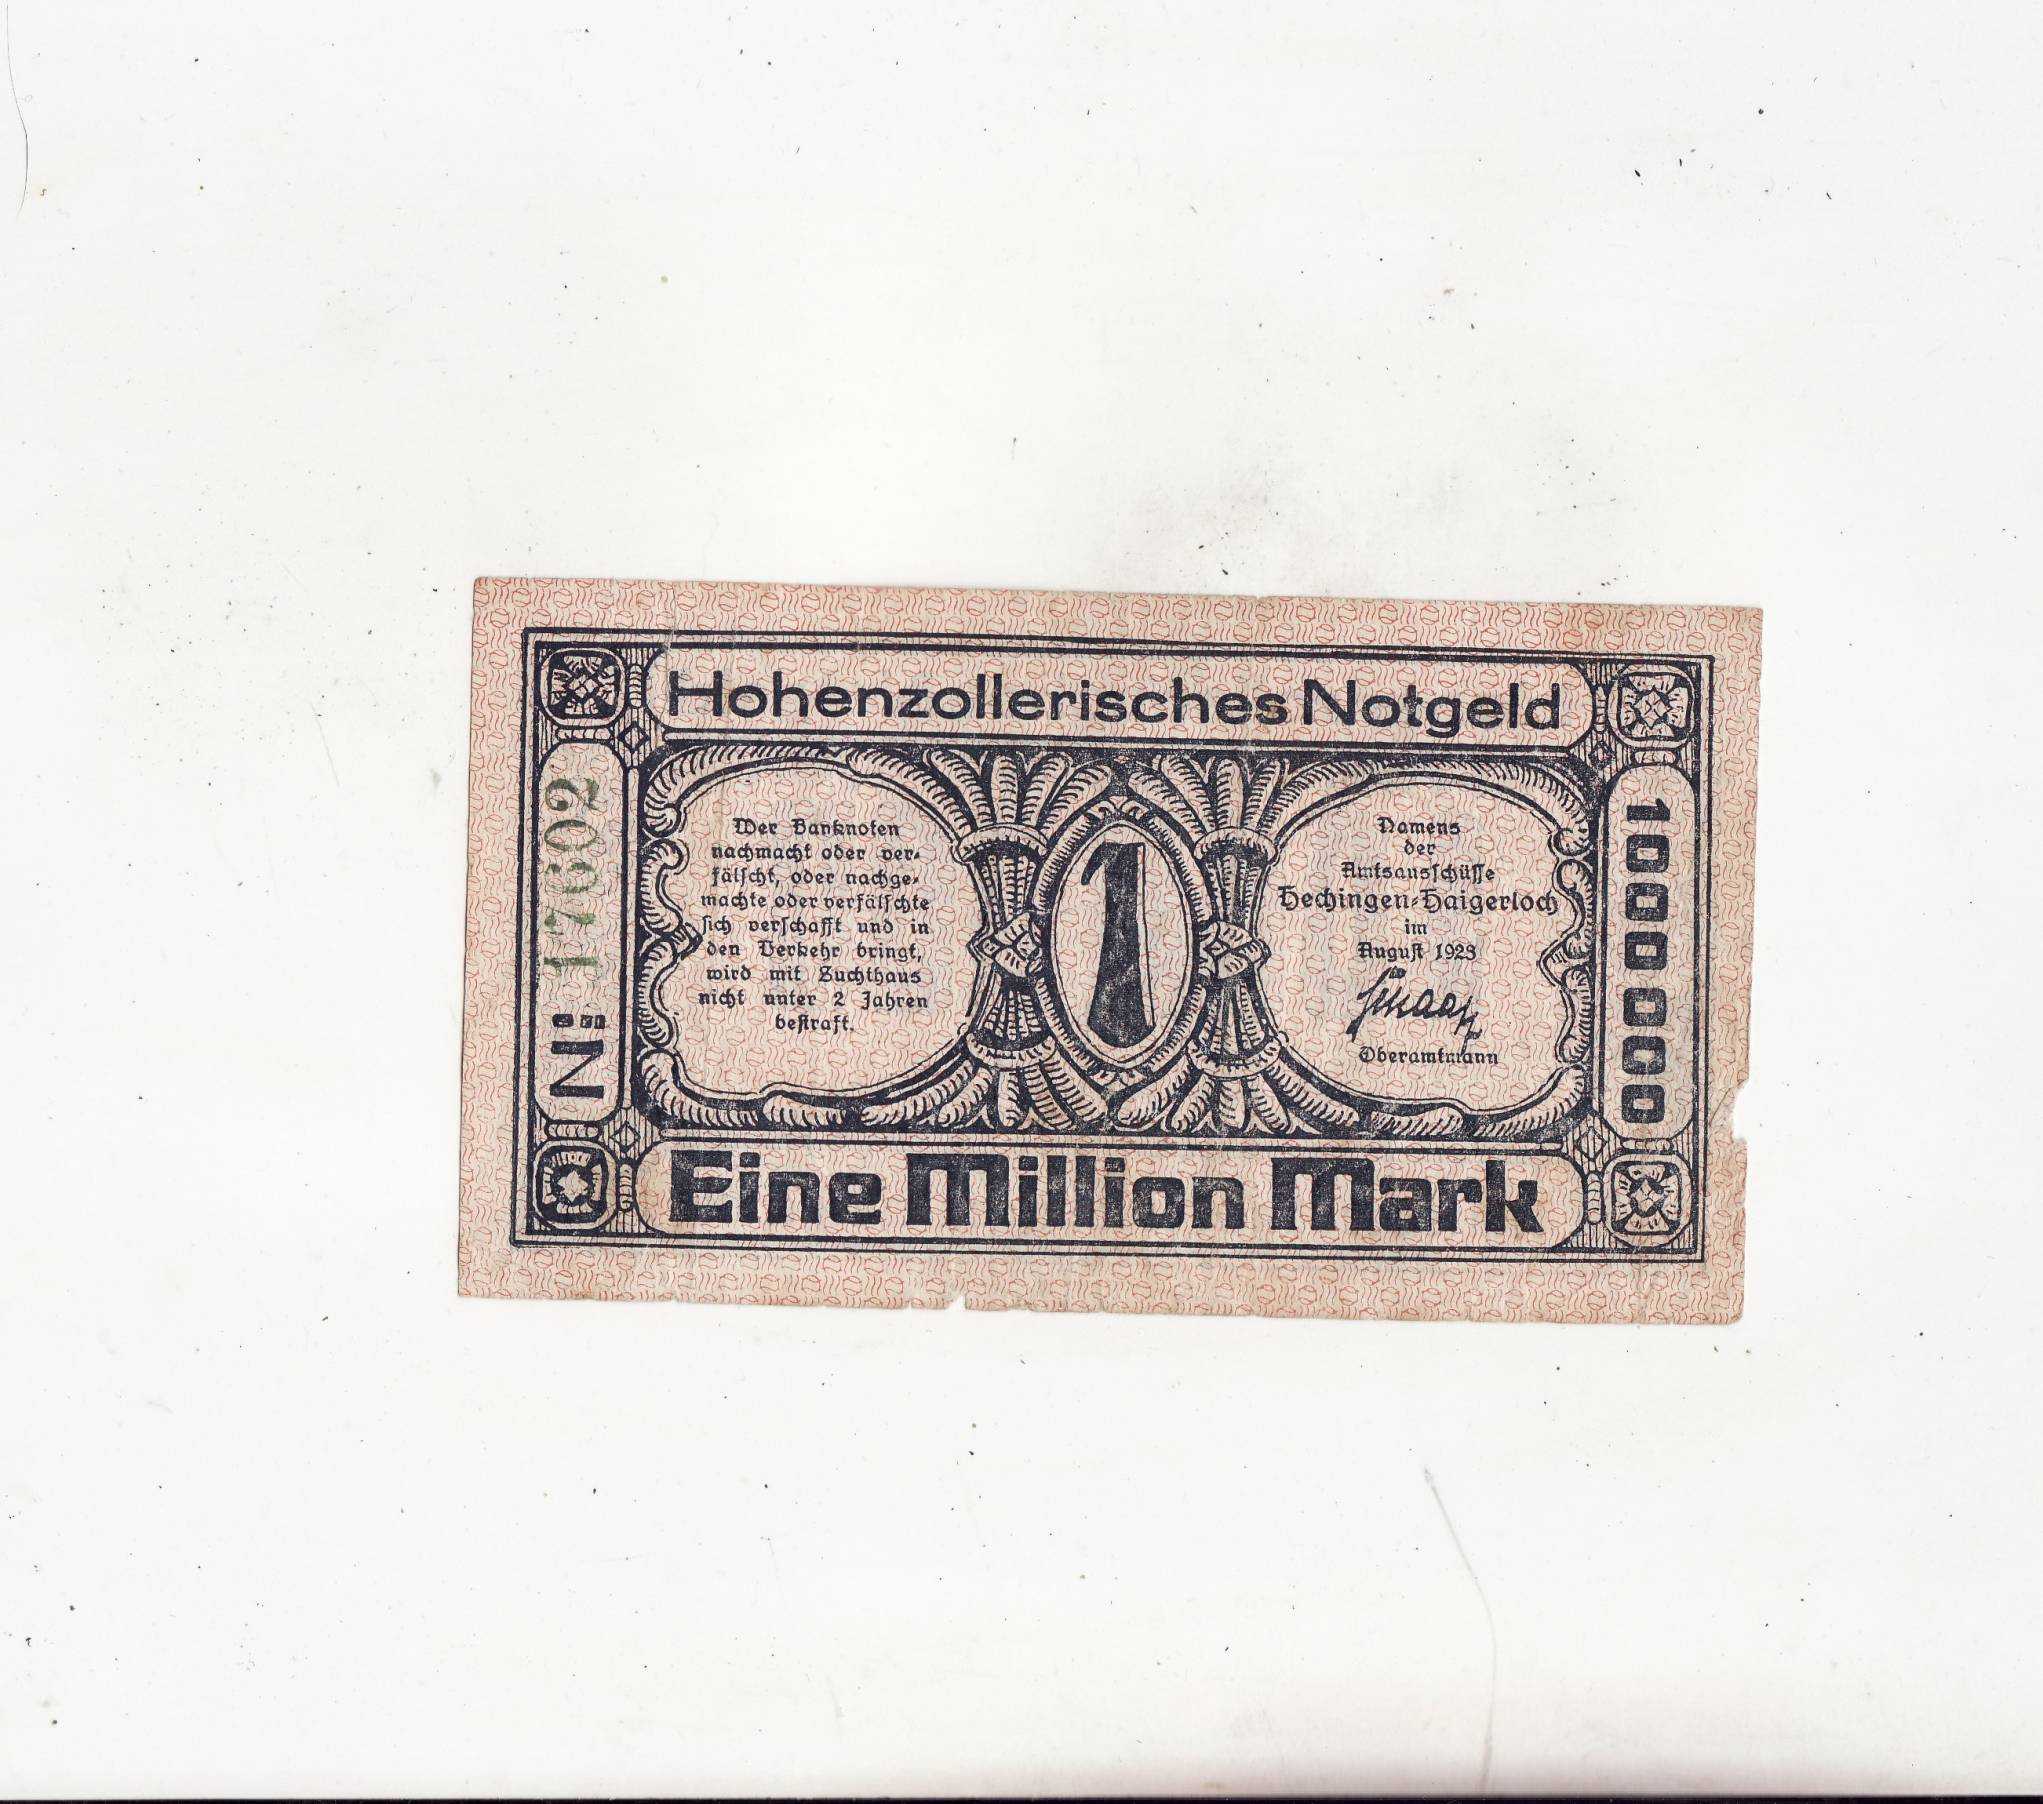 Hohenzollerisches Notgeld
Nº 17602
Wer Banknoten
nachmacht oder ver-
fälscht, oder nachge-
machte oder verfälschte
sich verschafft und in
den Verkehr bringt,
wird mit Zuchthaus
nicht unter 2 Jahren
bestraft.
1
Namens
der
Amtsausschüsse
Hechingen-Haigerloch
im
August 1923
Oberamtmann
1000000
Eine Million Mark